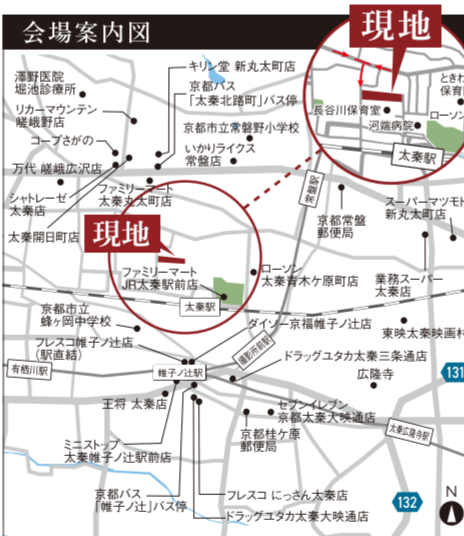 会場案内図
現地
長谷川保育室
河端病院
ときわ
保育
ローソン
太秦駅
澤野医院
堀池診療所
リカーマウンテン
嵯峨野店
コープさがの
万代 嵯峨広沢店
シャトレーゼ
太秦店
太秦開日町店
キリン堂 新丸太町店
京都バス
「太秦北路町」バス停
京都市立常磐野小学校
いかりライクス
常盤店
ファミリーマート
太秦丸太町店
常盤駅
京都常盤
郵便局
スーパーマツモト
新丸太町店
現地
ファミリーマート
JR太秦駅前店
太秦駅
ローソン
太秦青木ケ原町店
業務スーパー
太秦店
京都市立
蜂ヶ岡中学校
フレスコ帷子ノ辻店
(駅直結)
ダイソー京福帷子ノ辻店
撮影所前駅
東映太秦映画村
有栖川駅
帷子ノ辻駅
ドラッグユタカ太秦三条通店
広隆寺
131
王将 太秦店
セブンイレブン
京都太秦大映通店
太秦広隆寺駅
京都桂ケ原
郵便局
ミニストップ
太秦帷子ノ辻駅前店
京都バス
「帷子ノ辻」バス停
フレスコ にっさん太秦店
ドラッグユタカ太秦大映通店
132
N